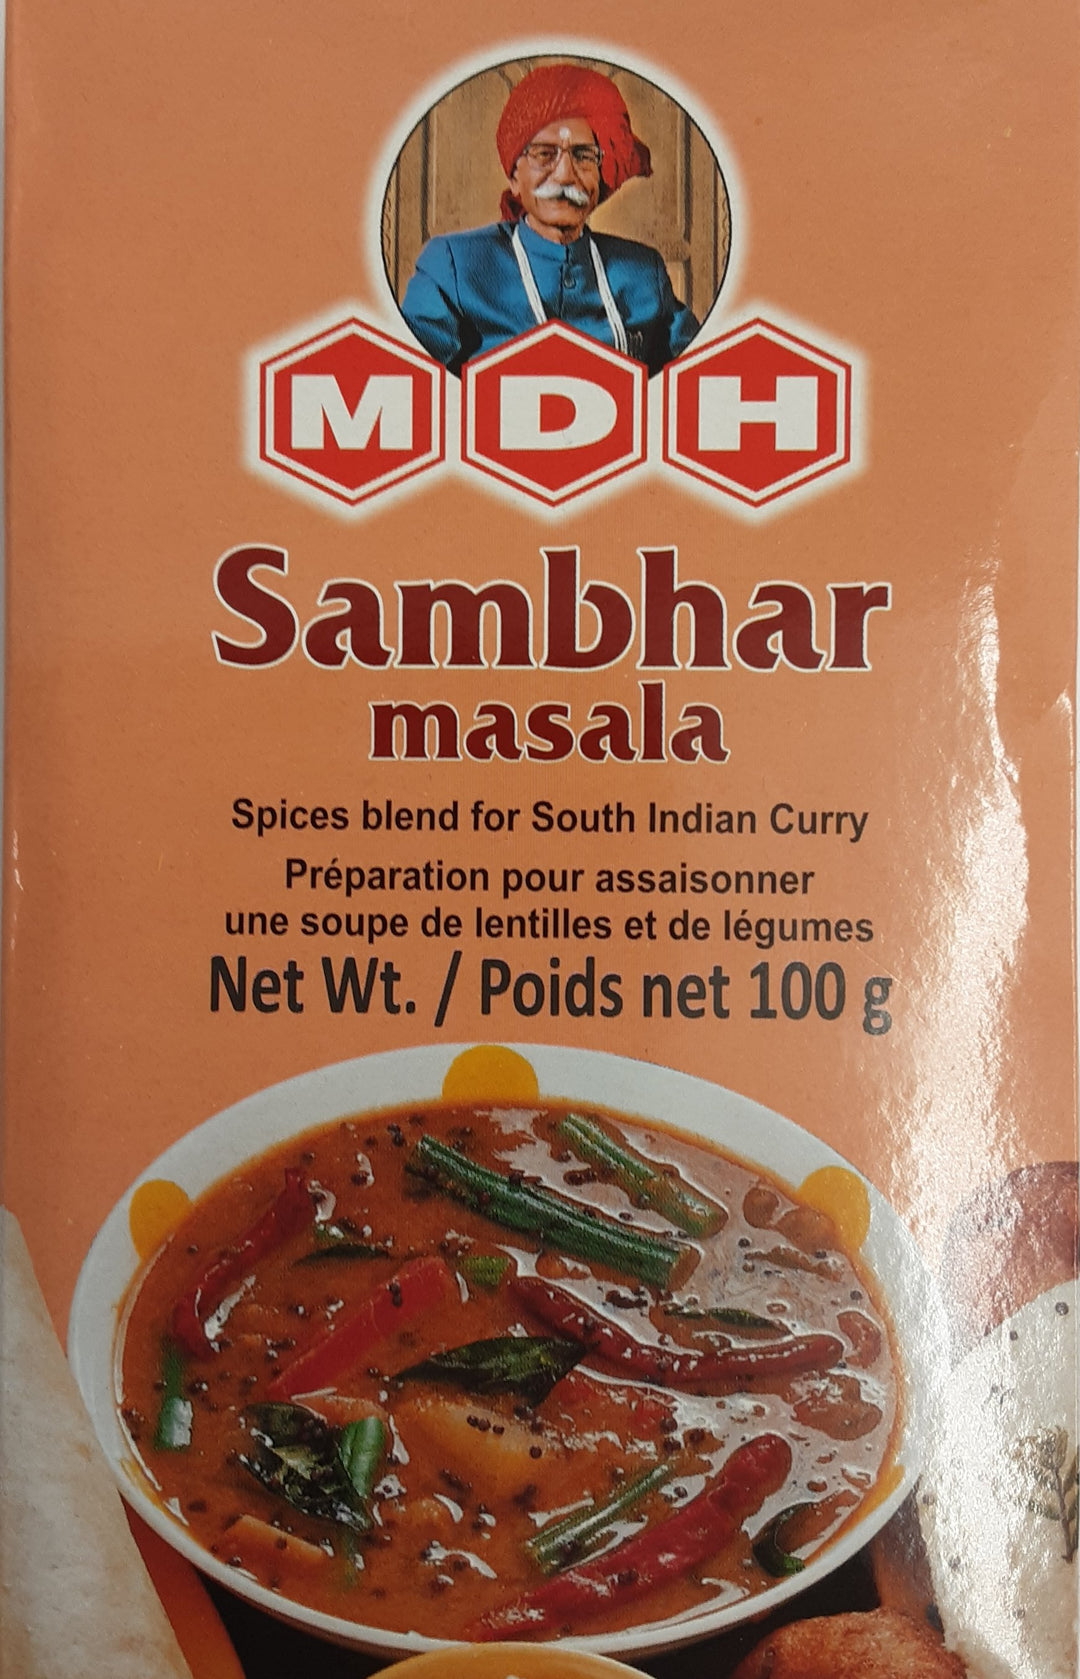 MDH
Sambhar
masala
Spices blend for South Indian Curry
Préparation pour assaisonner
une soupe de lentilles et de légumes
Net Wt. / Poids net 100 g